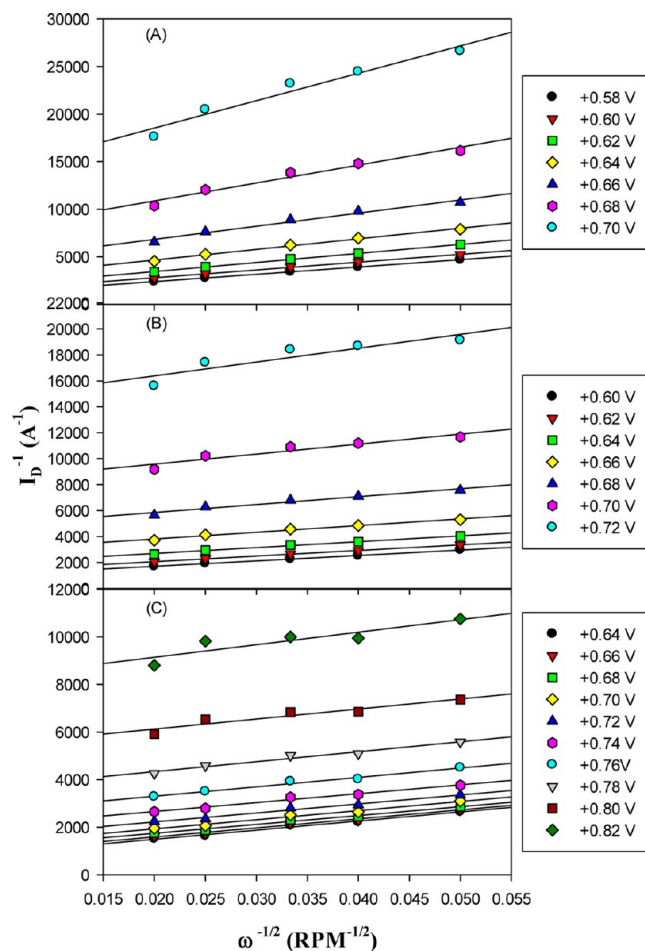 (A)
30000
25000
20000
15000
10000
5000
0
+0.58 V
+0.60 V
+0.62 V
+0.64 V
+0.66 V
+0.68 V
+0.70 V
I_D^-1 (A^-1)
(B)
22000
20000
18000
16000
14000
12000
10000
8000
6000
4000
2000
0
+0.60 V
+0.62 V
+0.64 V
+0.66 V
+0.68 V
+0.70 V
+0.72 V
(C)
12000
10000
8000
6000
4000
2000
0
+0.64 V
+0.66 V
+0.68 V
+0.70 V
+0.72 V
+0.74 V
+0.76V
+0.78 V
+0.80 V
+0.82 V
0.015 0.020 0.025 0.030 0.035 0.040 0.045 0.050 0.055
ω^-1/2 (RPM^-1/2)